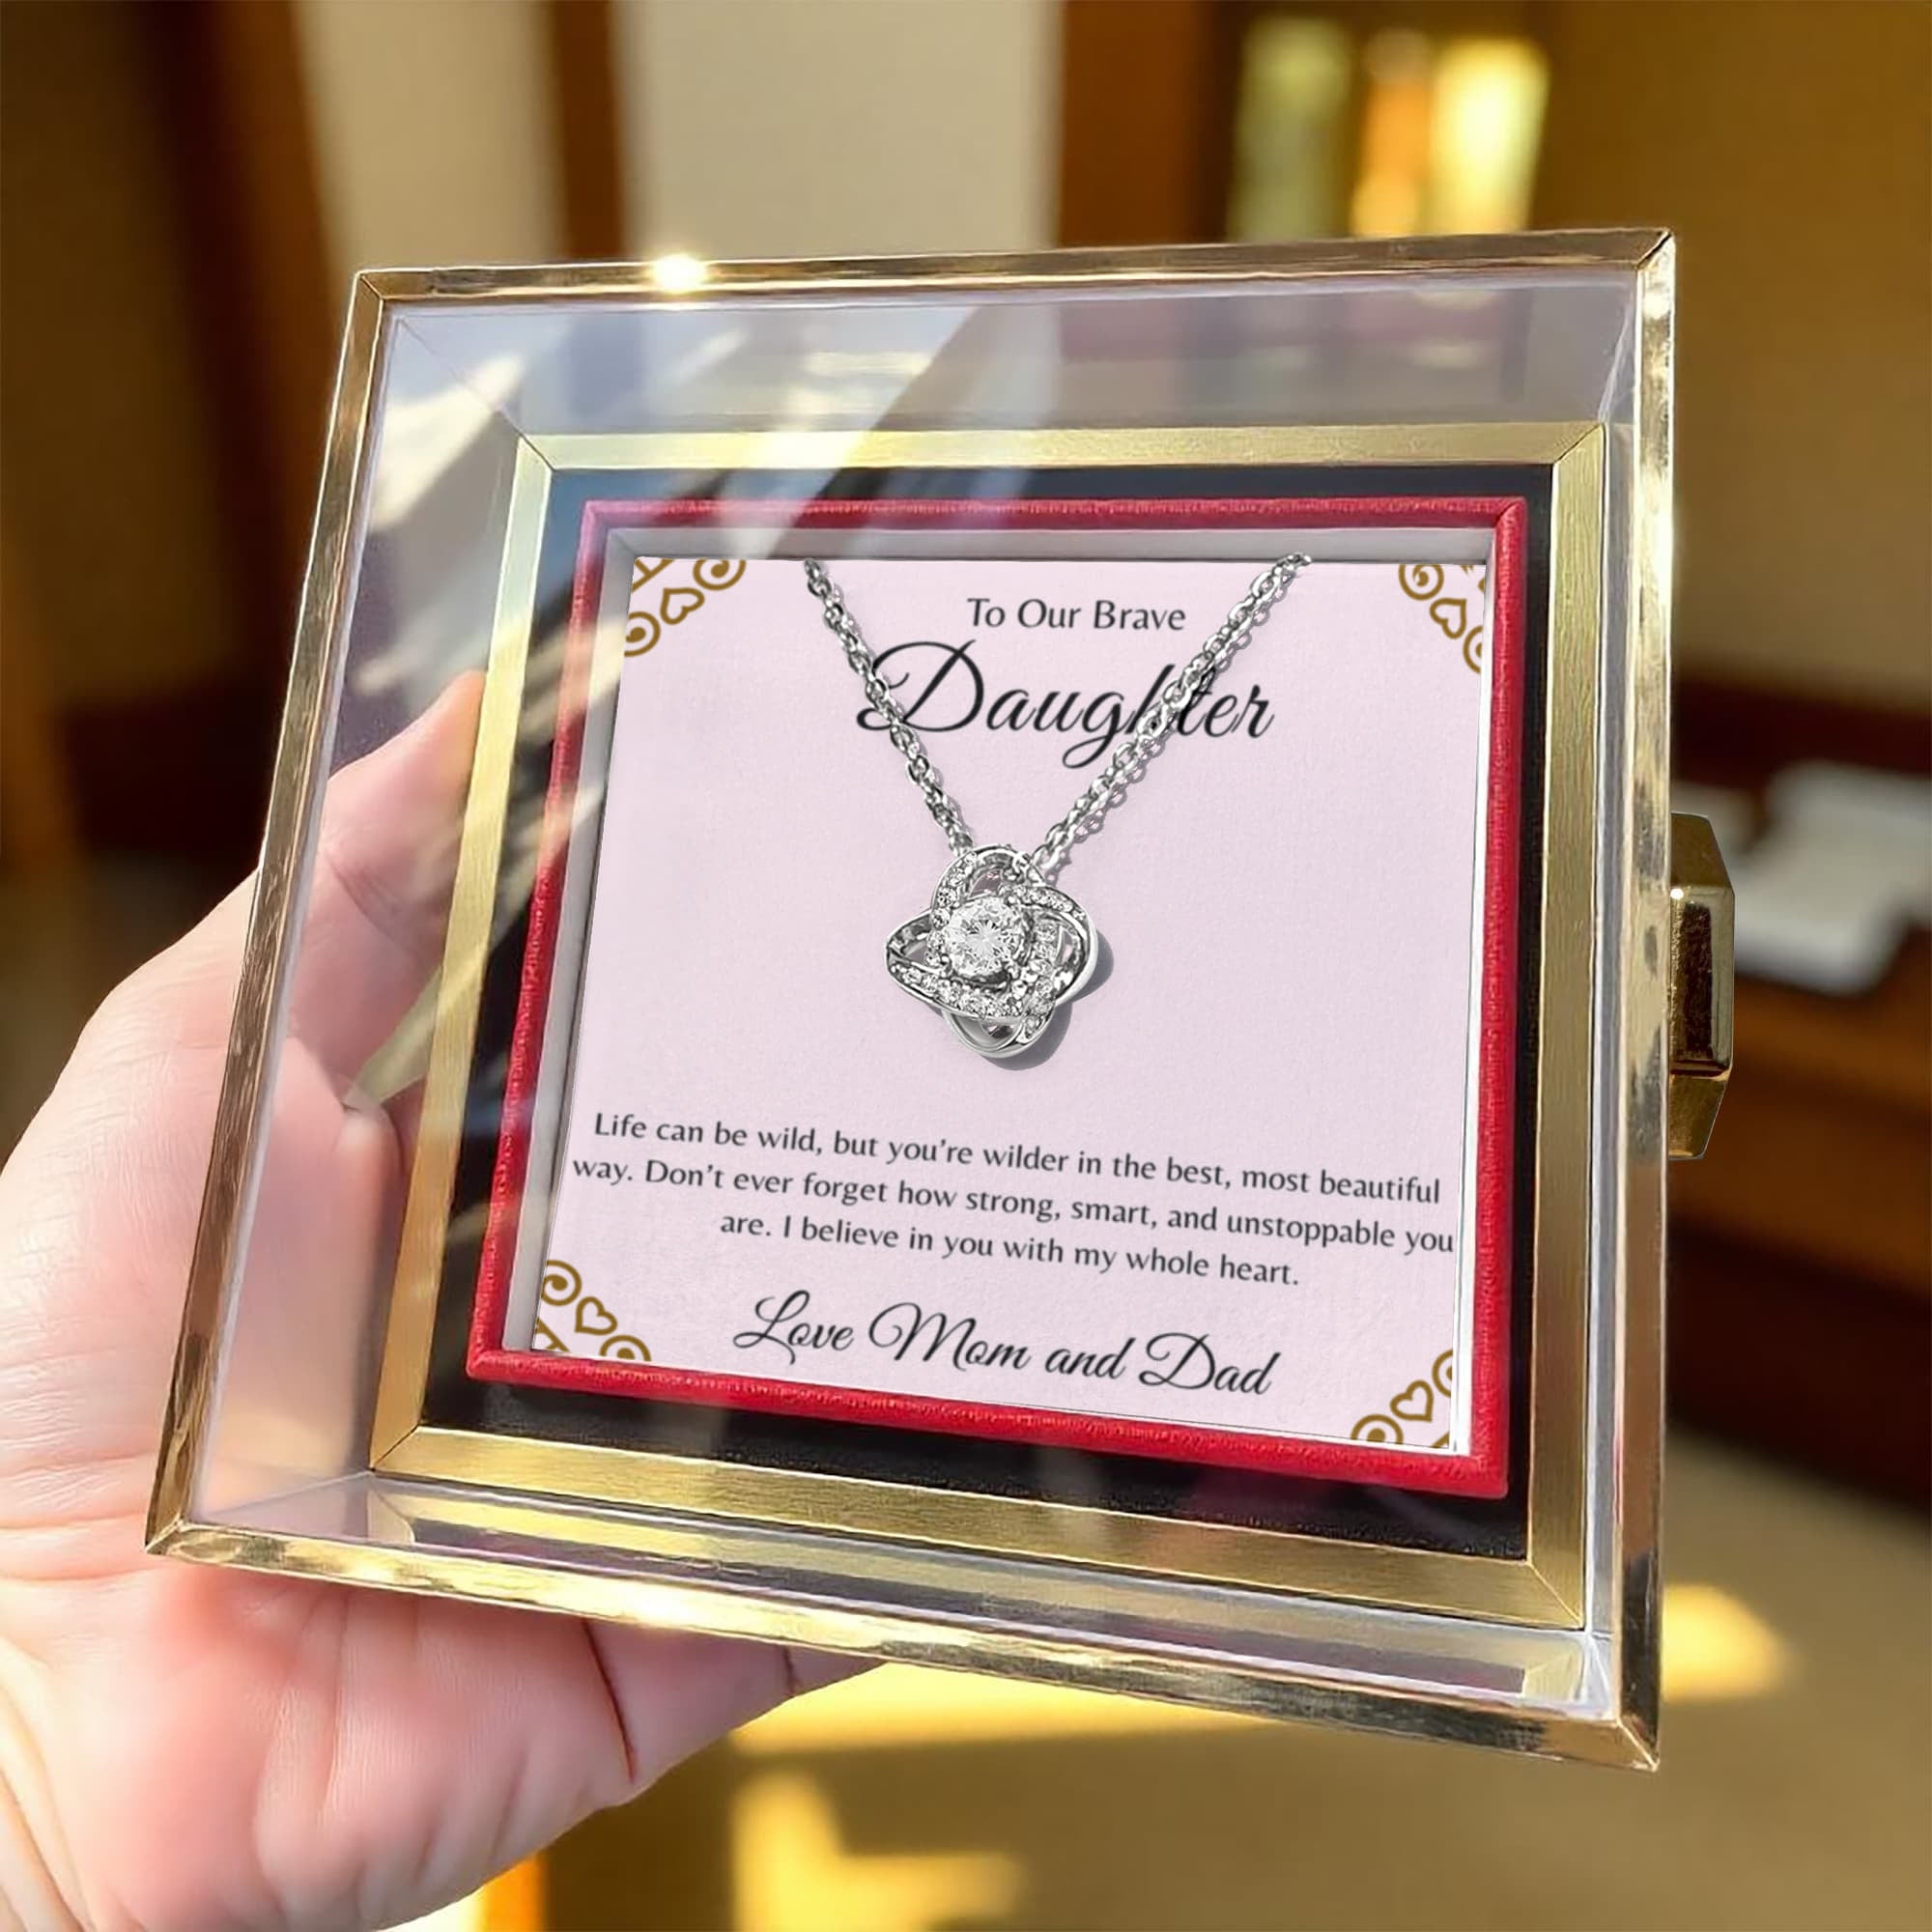 To Our Brave
Daughter
Life can be wild, but you're wilder in the best, most beautiful
way. Don't ever forget how strong, smart, and unstoppable you
are. I believe in you with my whole heart.
Love Mom and Dad